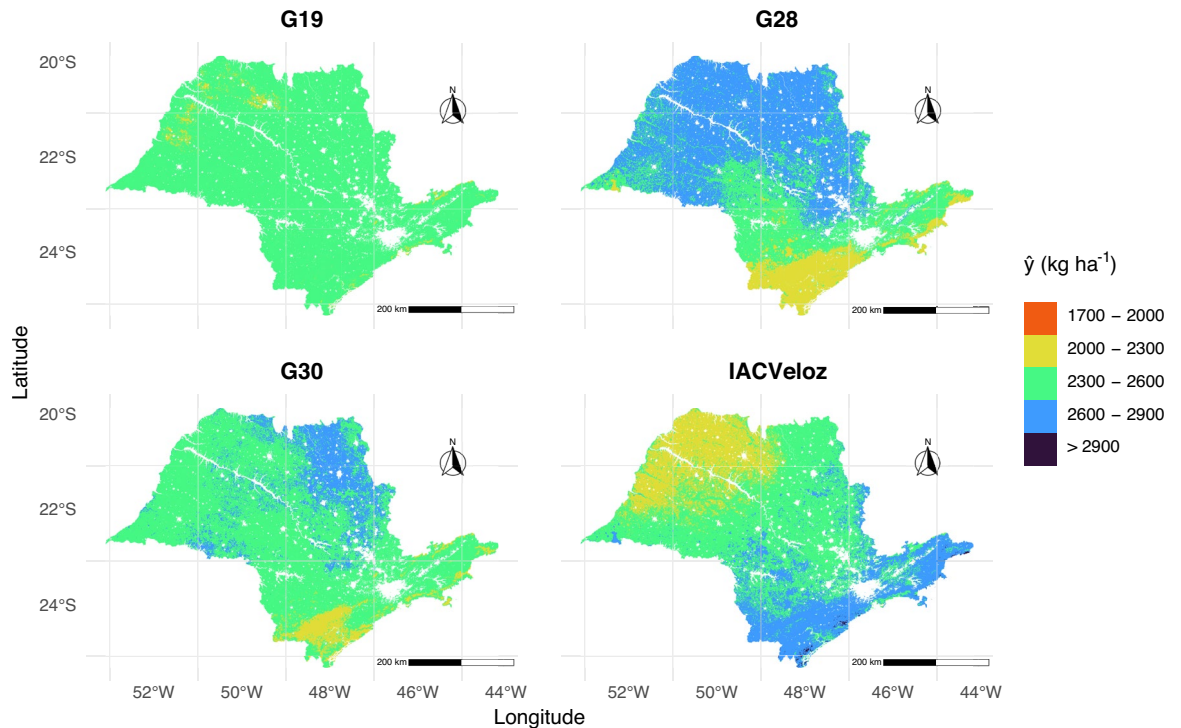 G19
G28
20°S
22°S
24°S
N
N
200 km
200 km
ŷ (kg ha⁻¹)
1700 – 2000
2000 – 2300
2300 – 2600
2600 – 2900
> 2900
Latitude
G30
IACVeloz
20°S
22°S
24°S
N
N
200 km
200 km
52°W 50°W 48°W 46°W 52°W 50°W 48°W 46°W 44°W
Longitude